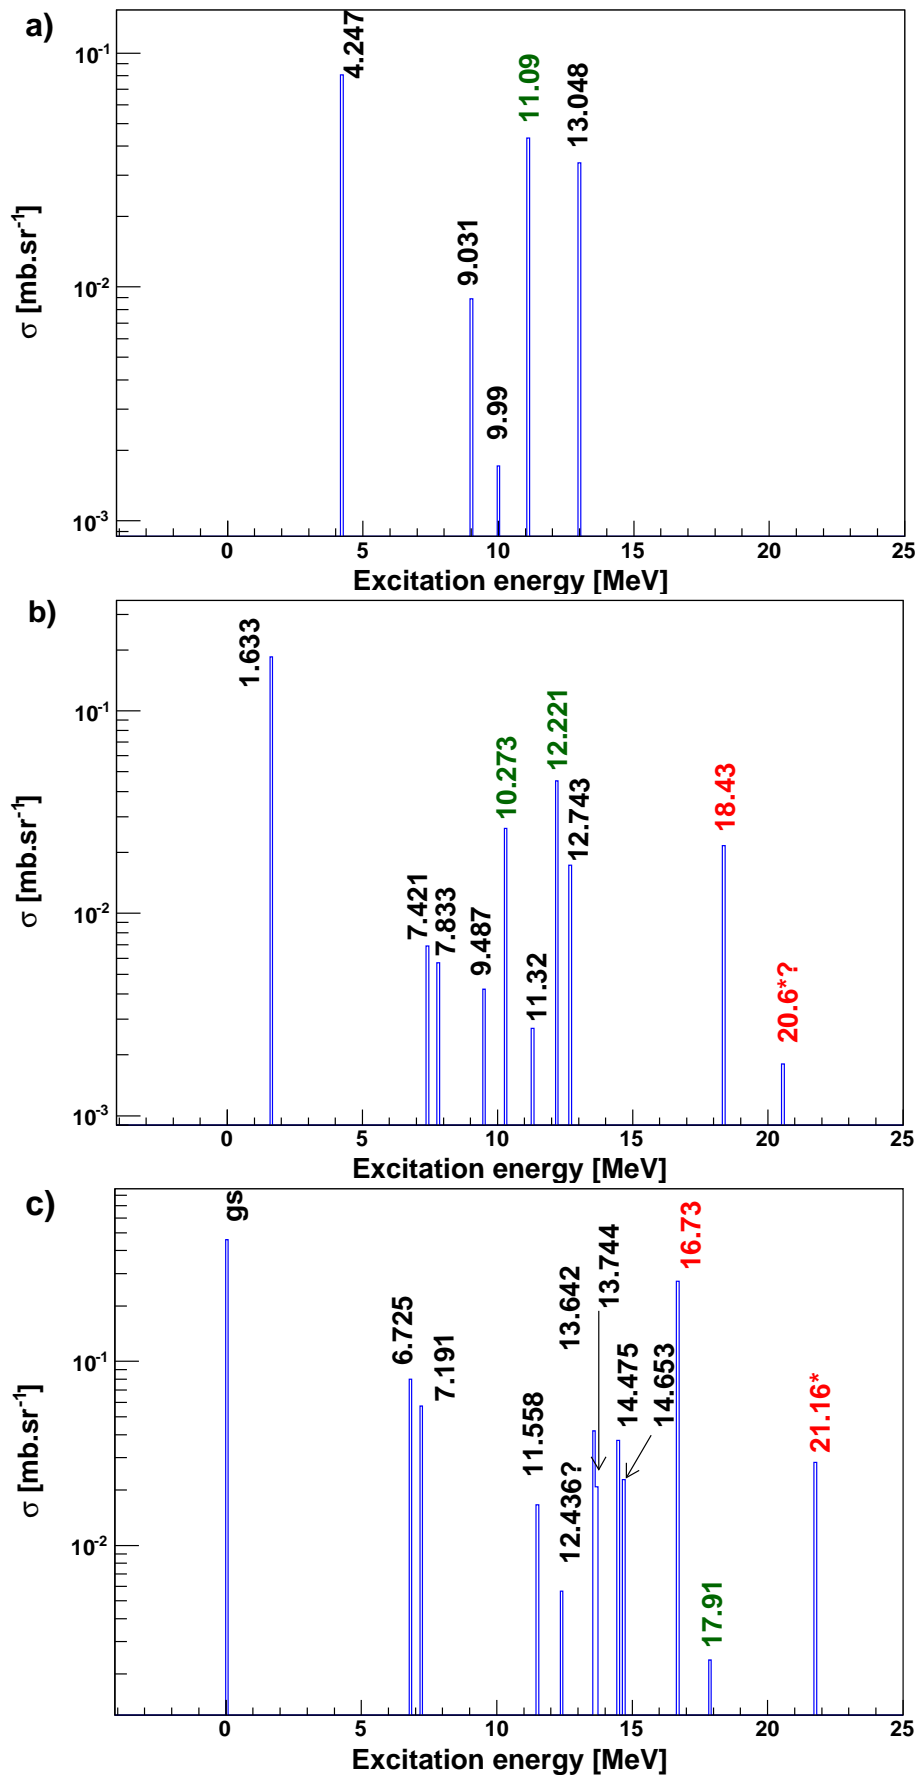 a)
4.247
9.031
9.99
11.09
13.048
10⁻¹
10⁻²
10⁻³
σ [mb.sr⁻¹]
0 5 10 15 20 25
Excitation energy [MeV]
b)
1.633
7.421
7.833
9.487
10.273
11.32
12.221
12.743
18.43
20.6*?
10⁻¹
10⁻²
10⁻³
σ [mb.sr⁻¹]
0 5 10 15 20 25
Excitation energy [MeV]
c)
gs
6.725
7.191
11.558
12.436?
13.642
13.744
14.475
14.653
16.73
17.91
21.16*
10⁻¹
10⁻²
σ [mb.sr⁻¹]
0 5 10 15 20 25
Excitation energy [MeV]